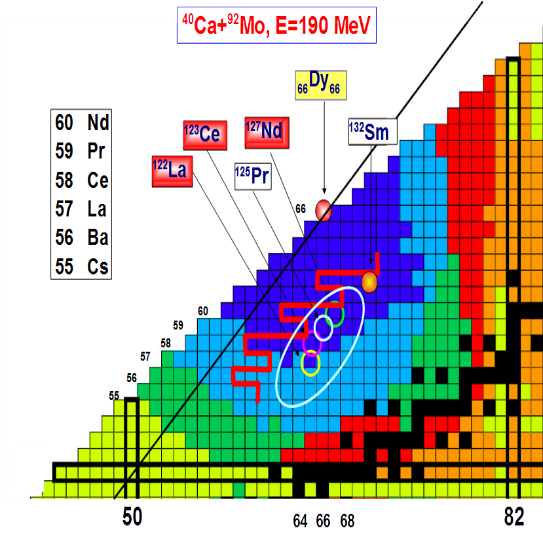 ⁴⁰Ca+⁹²Mo, E=190 MeV
₆₆Dy₆₆
60 Nd
59 Pr
58 Ce
57 La
56 Ba
55 Cs
¹²³Ce
¹²⁷Nd
¹³²Sm
¹²²La
¹²⁵Pr
66
60
59
58
57
56
55
50
64 66 68
82